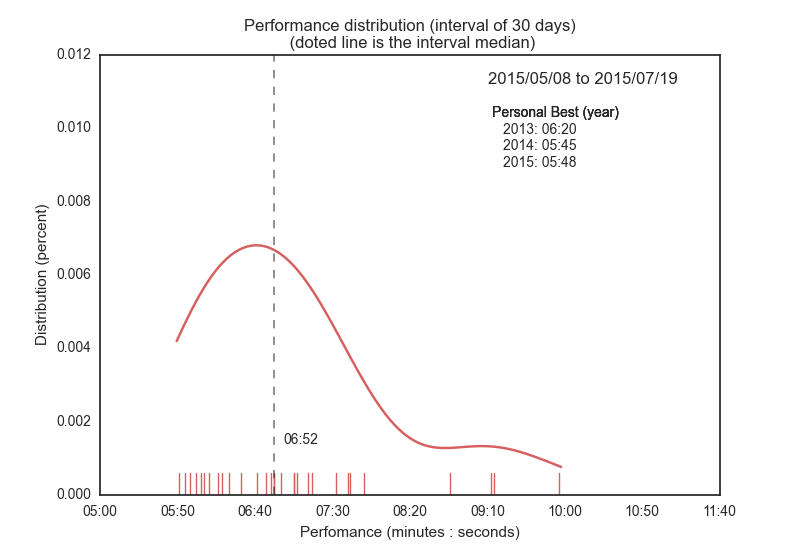 Performance distribution (interval of 30 days)
(doted line is the interval median)
0.012
0.010
0.008
0.006
0.004
0.002
0.000
Distribution (percent)
2015/05/08 to 2015/07/19
Personal Best (year)
2013: 06:20
2014: 05:45
2015: 05:48
06:52
05:00 05:50 06:40 07:30 08:20 09:10 10:00 10:50 11:40
Perfomance (minutes : seconds)